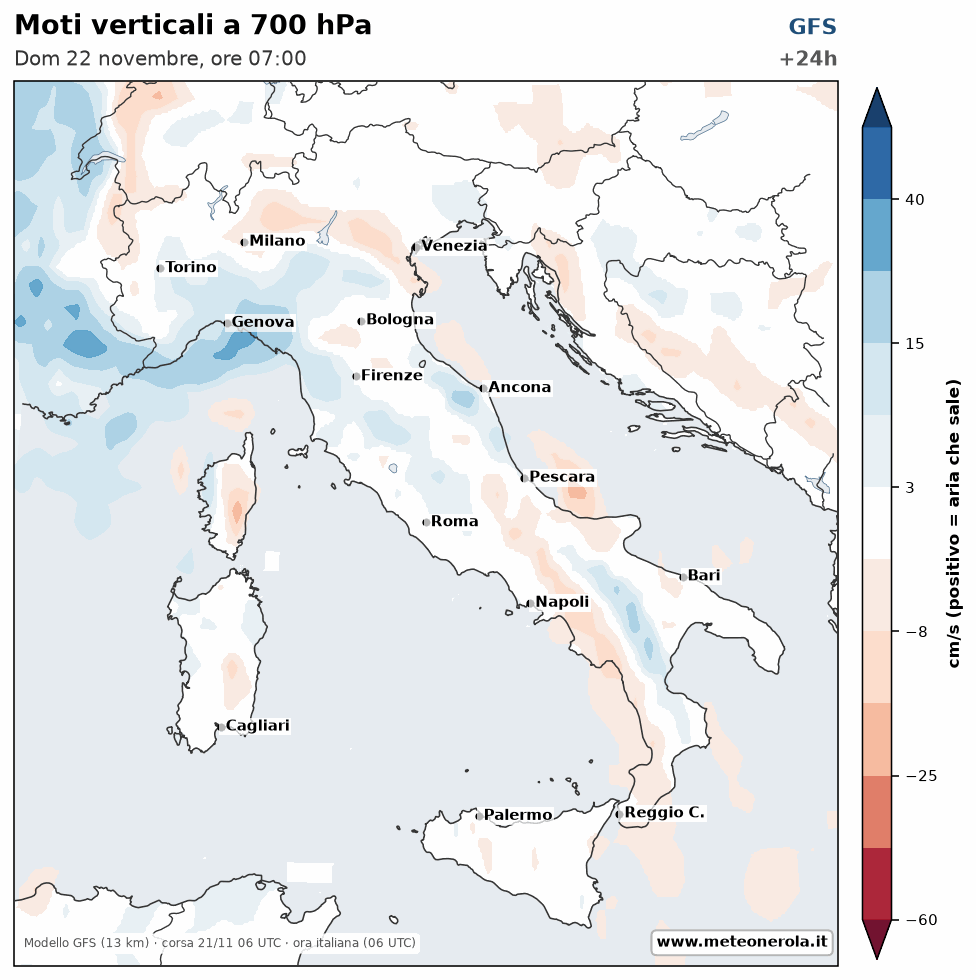 Moti verticali a 700 hPa
GFS
Dom 22 novembre, ore 07:00
+24h
Milano
Venezia
Torino
Genova
Bologna
Firenze
Ancona
Pescara
Roma
Bari
Napoli
Cagliari
Palermo
Reggio C.
40
15
3
−8
−25
−60
cm/s (positivo = aria che sale)
Modello GFS (13 km) · corsa 21/11 06 UTC · ora italiana (06 UTC)
www.meteonerola.it